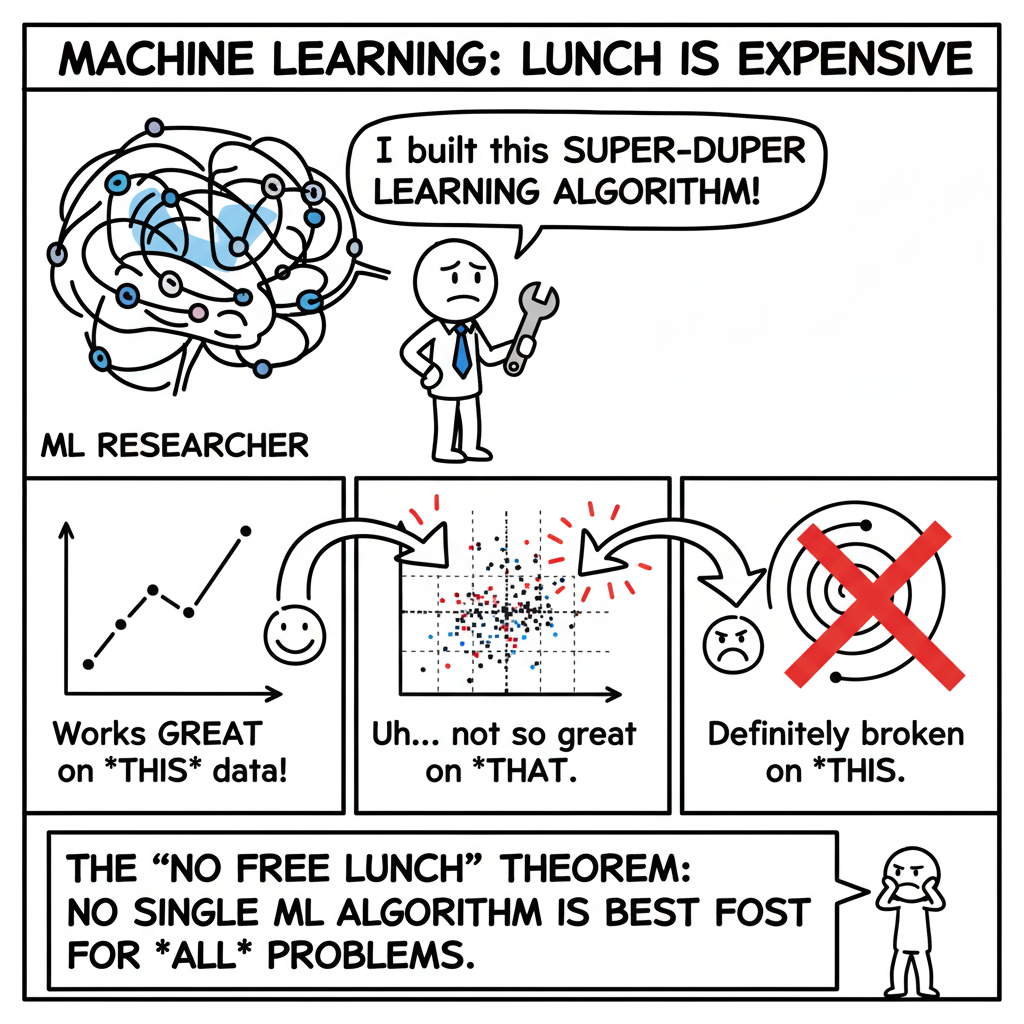 MACHINE LEARNING: LUNCH IS EXPENSIVE
I built this SUPER-DUPER
LEARNING ALGORITHM!
ML RESEARCHER
Works GREAT
on *THIS* data!
Uh... not so great
on *THAT.
Definitely broken
on *THIS.
THE “NO FREE LUNCH” THEOREM:
NO SINGLE ML ALGORITHM IS BEST FOST
FOR *ALL* PROBLEMS.